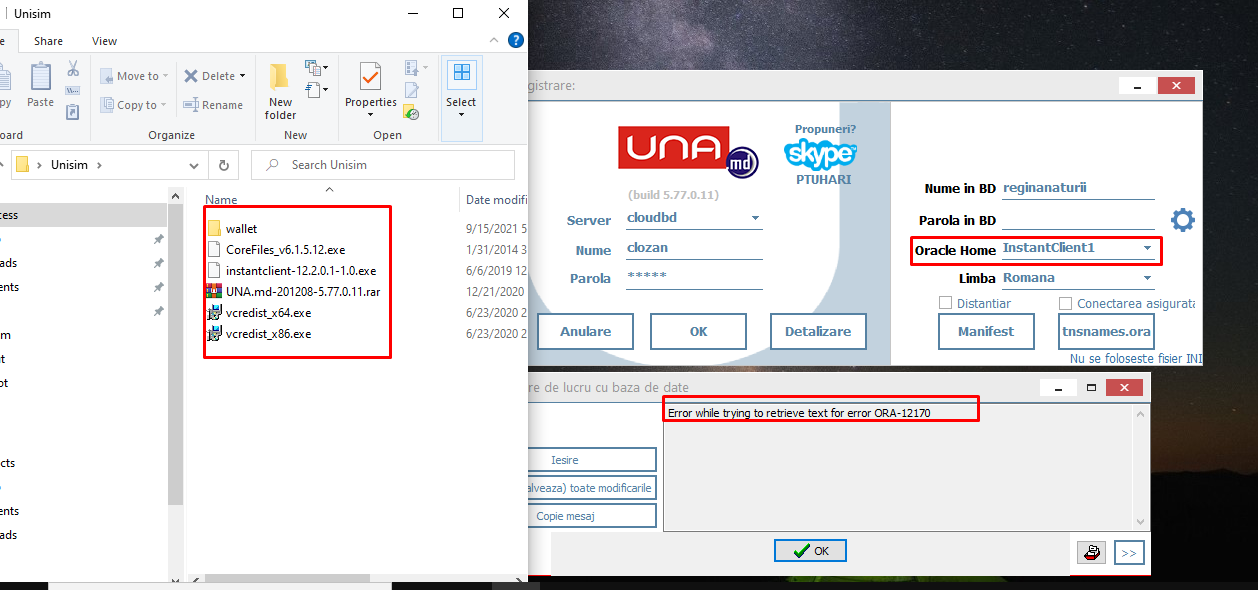 Unisim
Share
View
Paste
Move to
Copy to
Delete
Rename
New
folder
Properties
Select
Organize
New
Open
Unisim
Search Unisim
Name
Date modifi
wallet
9/15/2021 5
CoreFiles_v6.1.5.12.exe
1/31/2014 3
instantclient-12.2.0.1-1.0.exe
6/6/2019 12
UNA.md-201208-5.77.0.11.rar
12/21/2020
vcredist_x64.exe
6/23/2020 2
vcredist_x86.exe
6/23/2020 2
cess
ads
ents
m
t
ot
cts
ents
ads
gistrare:
UNA
.md
(build 5.77.0.11)
Propuneri?
skype
PTUHARI
Server
cloudbd
Nume
clozan
Parola
*****
Anulare
OK
Detalizare
Nume in BD
reginanaturii
Parola in BD
Oracle Home
InstantClient1
Limba
Romana
Distantiar
Conectarea asigurata
Manifest
tnsnames.ora
Nu se foloseste fisier INI
re de lucru cu baza de date
Error while trying to retrieve text for error ORA-12170
Iesire
alveaza) toate modificarile
Copie mesaj
OK
>>